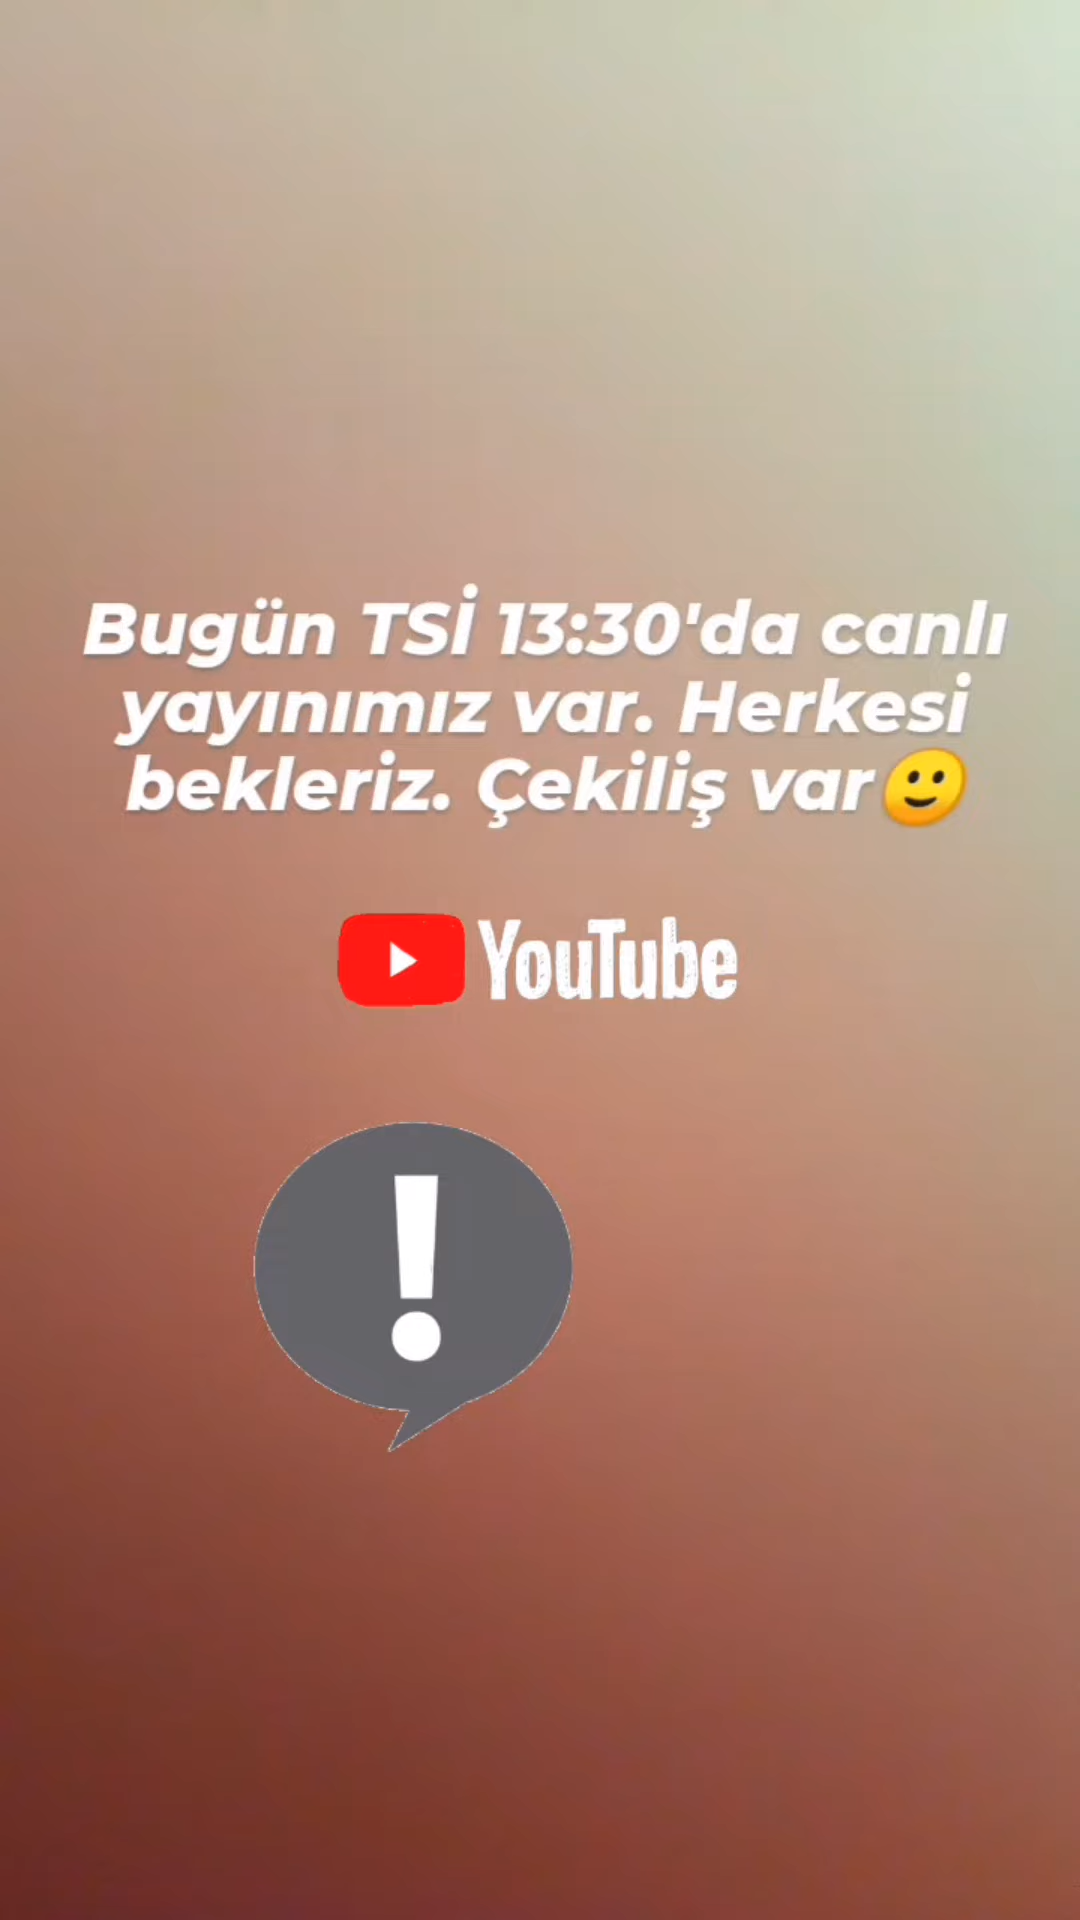 Bugün TSİ 13:30'da canlı
yayınımız var. Herkesi
bekleriz. Çekiliş var🙂
YouTube
!